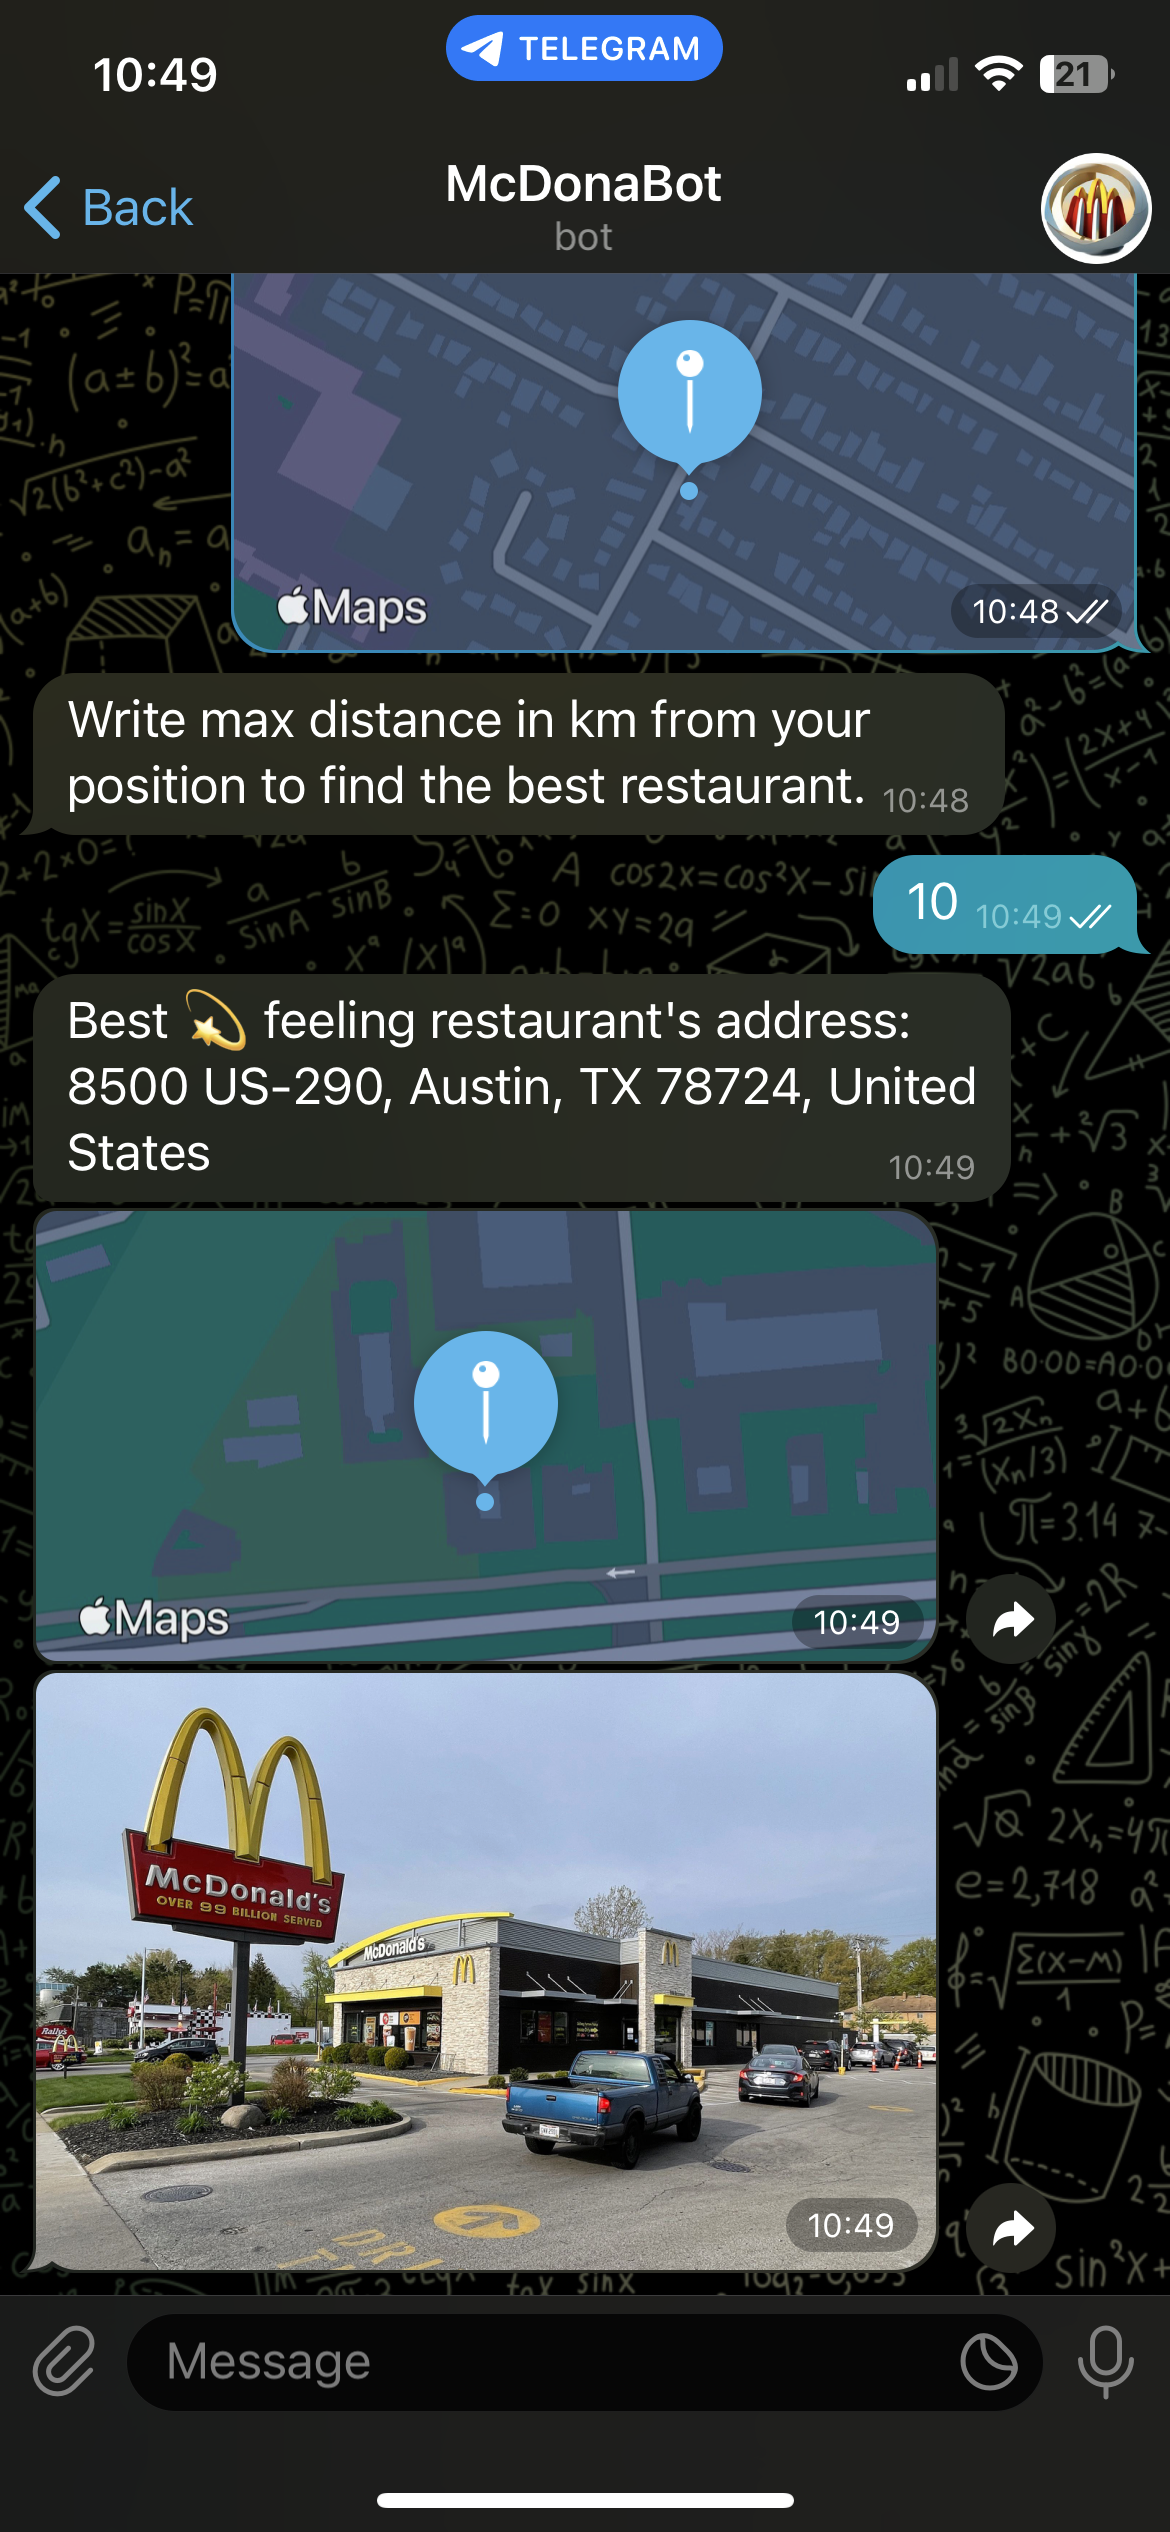 10:49
TELEGRAM
21
Back
McDonaBot
bot
Maps
10:48
Write max distance in km from your
position to find the best restaurant. 10:48
10 10:49
Best 💫 feeling restaurant's address:
8500 US-290, Austin, TX 78724, United
States
10:49
Maps
10:49
McDonald's
OVER 99 BILLION SERVED
McDonald's
Rally's
DRI
10:49
Message